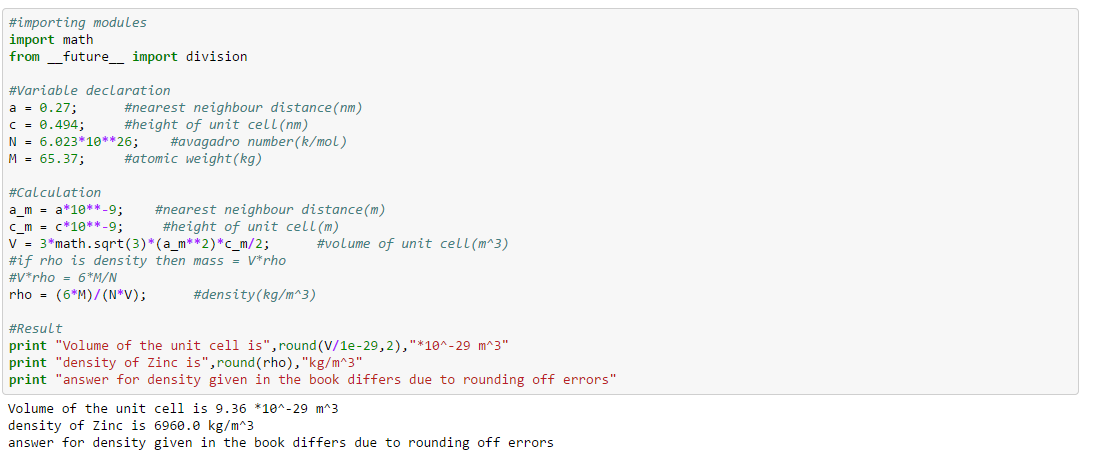 #importing modules
import math
from __future__ import division
#Variable declaration
a = 0.27;      #nearest neighbour distance(nm)
c = 0.494;     #height of unit cell(nm)
N = 6.023*10**26;    #avagadro number(k/mol)
M = 65.37;     #atomic weight(kg)
#Calculation
a_m = a*10**-9;    #nearest neighbour distance(m)
c_m = c*10**-9;     #height of unit cell(m)
V = 3*math.sqrt(3)*(a_m**2)*c_m/2;      #volume of unit cell(m^3)
#if rho is density then mass = V*rho
#V*rho = 6*M/N
rho = (6*M)/(N*V);      #density(kg/m^3)
#Result
print "Volume of the unit cell is",round(V/1e-29,2),"*10^-29 m^3"
print "density of Zinc is",round(rho),"kg/m^3"
print "answer for density given in the book differs due to rounding off errors"
Volume of the unit cell is 9.36 *10^-29 m^3
density of Zinc is 6960.0 kg/m^3
answer for density given in the book differs due to rounding off errors